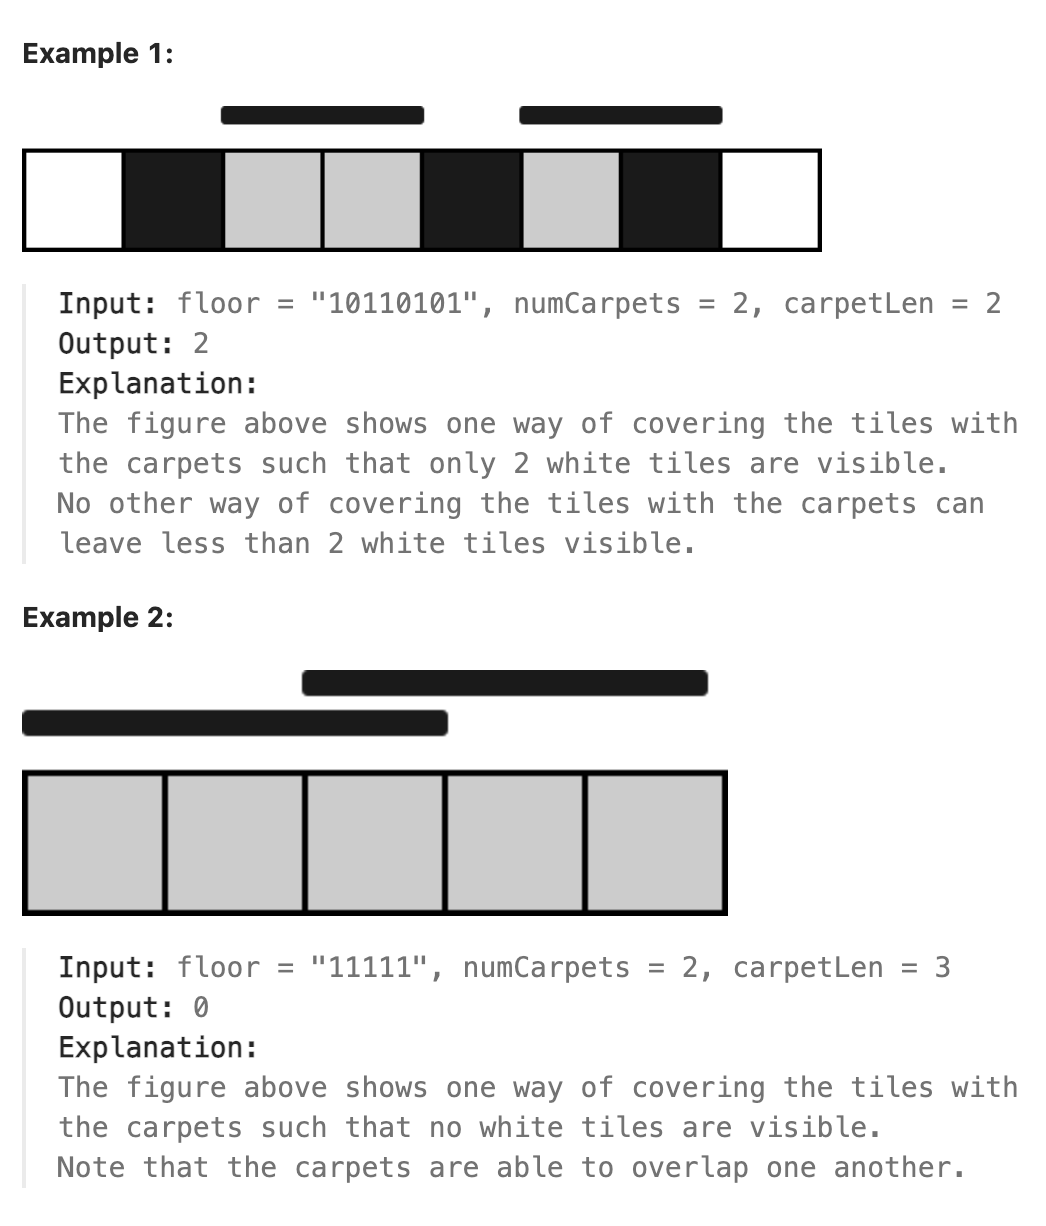 Example 1:
Input: floor = "10110101", numCarpets = 2, carpetLen = 2
Output: 2
Explanation:
The figure above shows one way of covering the tiles with
the carpets such that only 2 white tiles are visible.
No other way of covering the tiles with the carpets can
leave less than 2 white tiles visible.
Example 2:
Input: floor = "11111", numCarpets = 2, carpetLen = 3
Output: 0
Explanation:
The figure above shows one way of covering the tiles with
the carpets such that no white tiles are visible.
Note that the carpets are able to overlap one another.